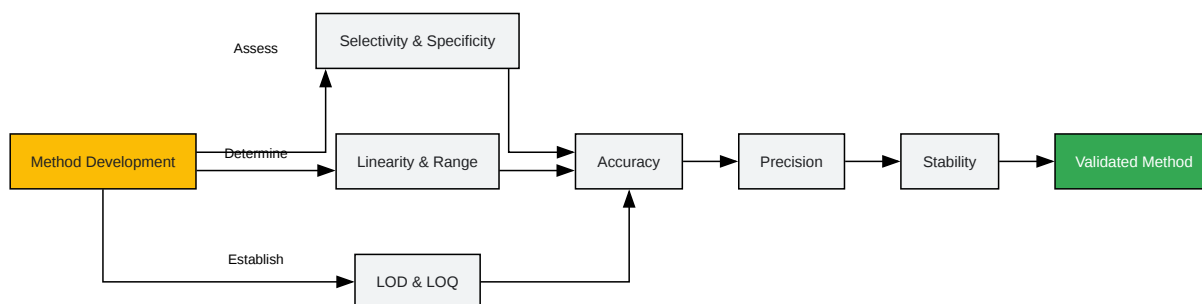 Selectivity & Specificity
Assess
Method Development
Determine
Linearity & Range
Accuracy
Precision
Stability
Validated Method
Establish
LOD & LOQ